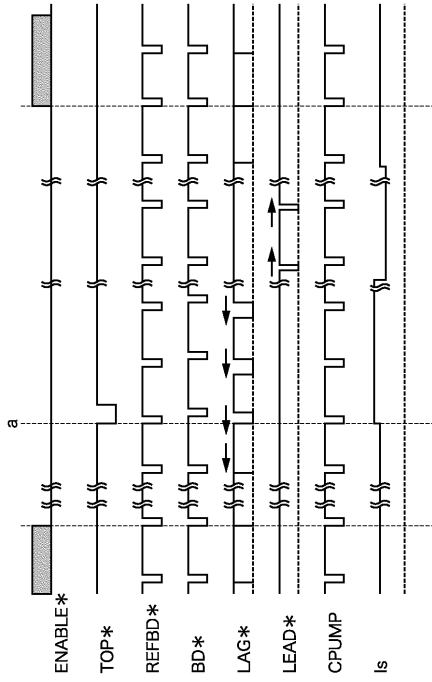 a
ENABLE*
TOP*
REFBD*
BD*
LAG*
LEAD*
CPUMP
Is